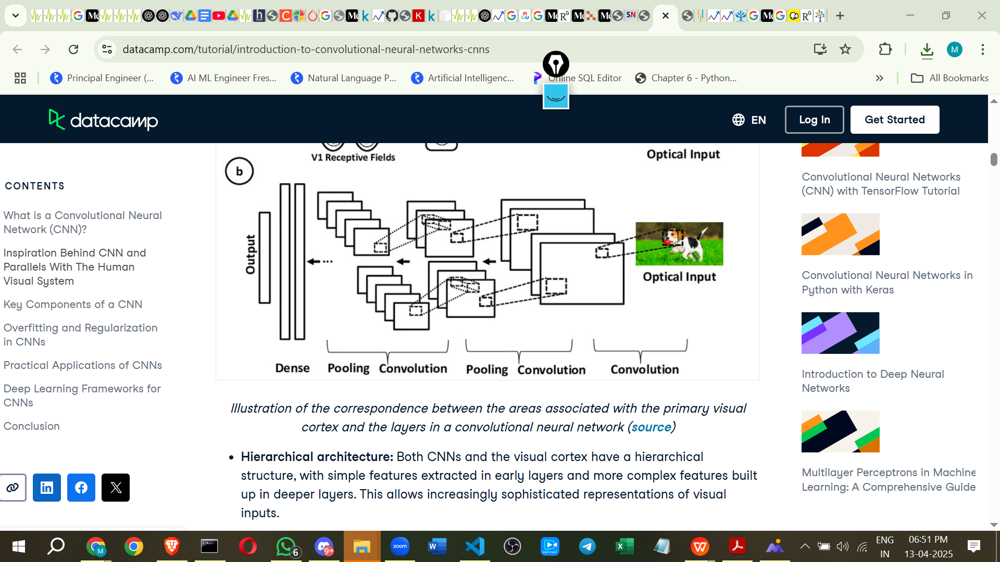 datacamp.com/tutorial/introduction-to-convolutional-neural-networks-cnns
M
Principal Engineer (...
AI ML Engineer Fres...
Natural Language P...
Artificial Intelligenc...
Online SQL Editor
Chapter 6 - Python...
All Bookmarks
datacamp
EN
Log In
Get Started
CONTENTS
What is a Convolutional Neural
Network (CNN)?
Inspiration Behind CNN and
Parallels With The Human
Visual System
Key Components of a CNN
Overfitting and Regularization
in CNNs
Practical Applications of CNNs
Deep Learning Frameworks for
CNNs
Conclusion
V1 Receptive Fields
Optical Input
b
Output
Optical Input
Dense
Pooling
Convolution
Pooling
Convolution
Convolution
Illustration of the correspondence between the areas associated with the primary visual
cortex and the layers in a convolutional neural network (source)
• Hierarchical architecture: Both CNNs and the visual cortex have a hierarchical
structure, with simple features extracted in early layers and more complex features built
up in deeper layers. This allows increasingly sophisticated representations of visual
inputs.
Convolutional Neural Networks
(CNN) with TensorFlow Tutorial
Convolutional Neural Networks in
Python with Keras
Introduction to Deep Neural
Networks
Multilayer Perceptrons in Machine
Learning: A Comprehensive Guide
M
6
9+
zoom
ENG
IN
06:51 PM
13-04-2025